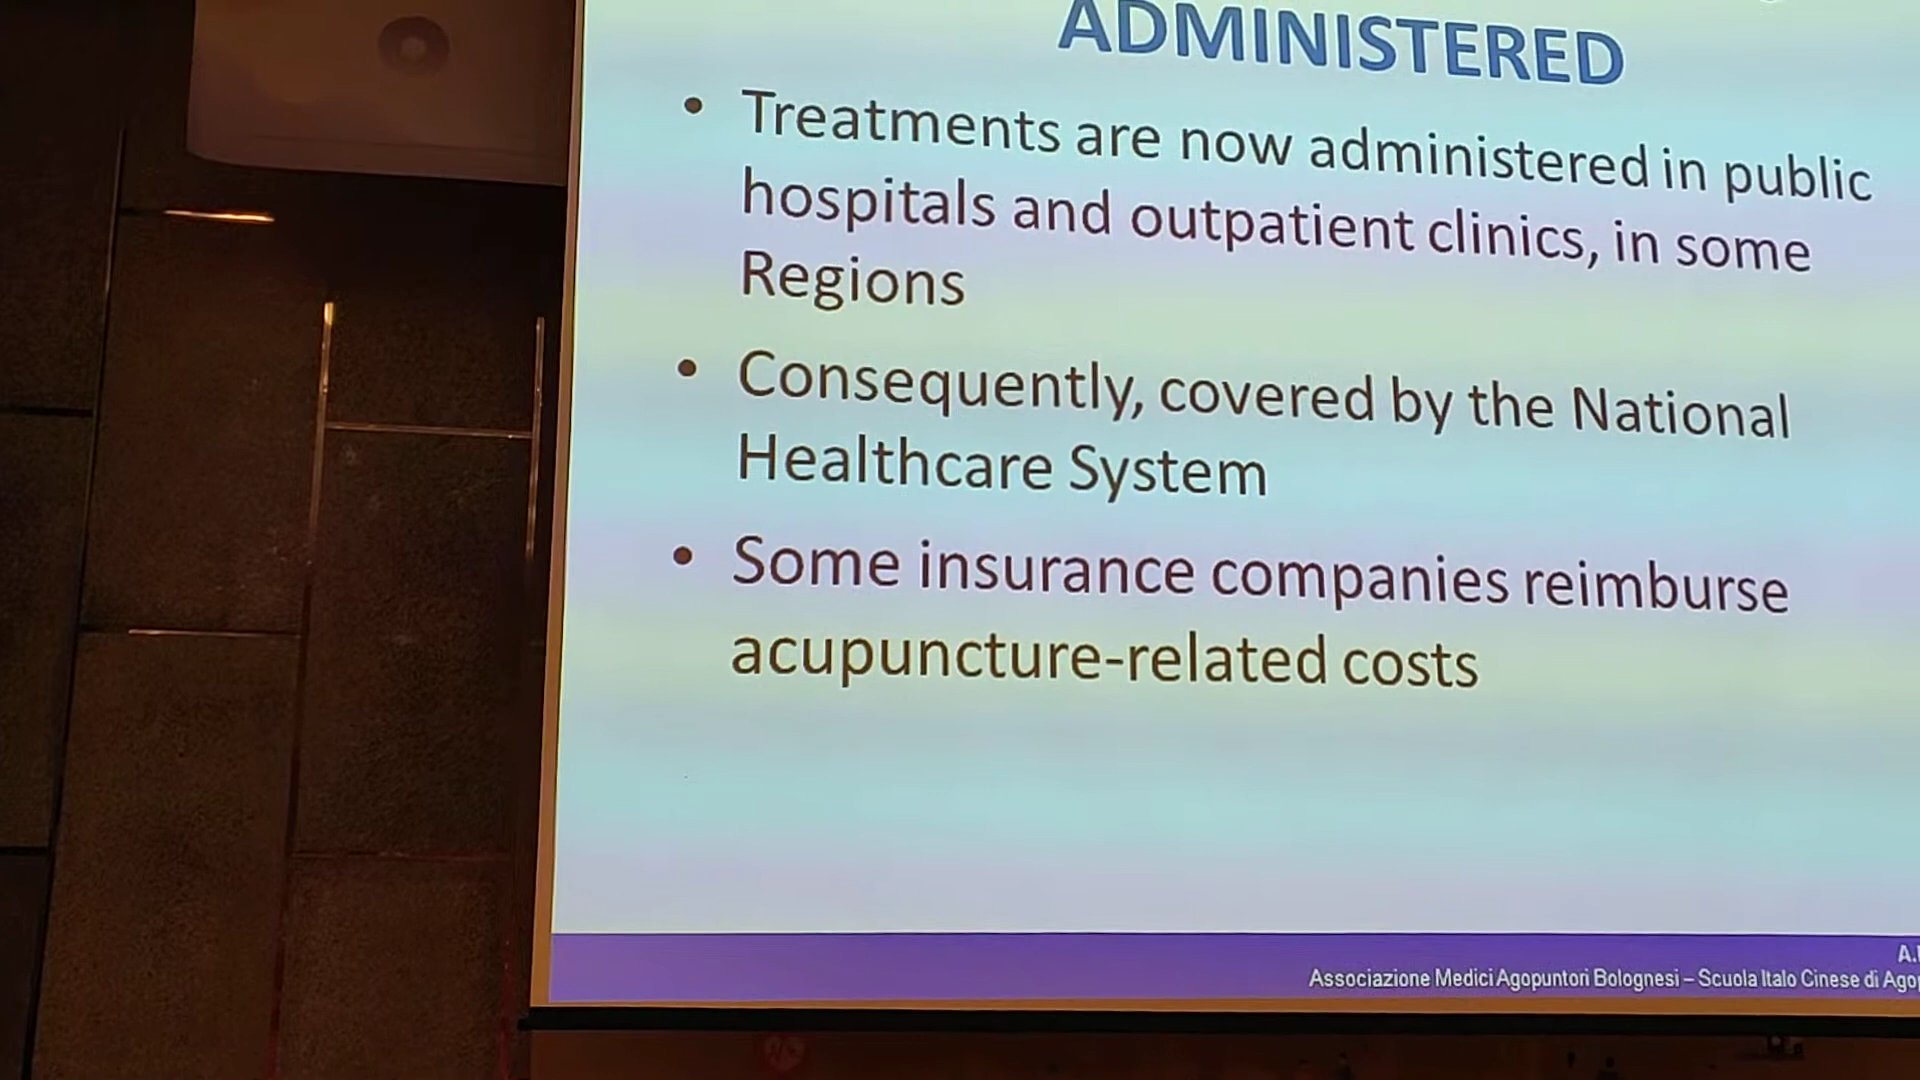 ADMINISTERED
• Treatments are now administered in public
hospitals and outpatient clinics, in some
Regions
• Consequently, covered by the National
Healthcare System
• Some insurance companies reimburse
acupuncture-related costs
Associazione Medici Agopuntori Bolognesi – Scuola Italo Cinese di